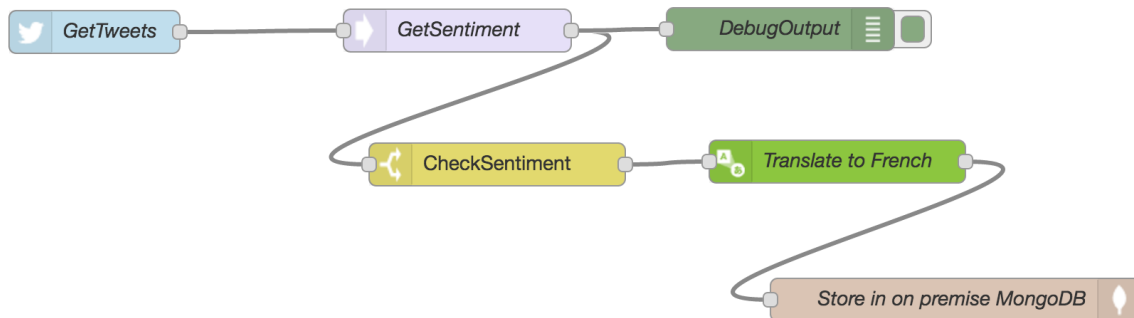 GetTweets
GetSentiment
DebugOutput
CheckSentiment
Translate to French
Store in on premise MongoDB